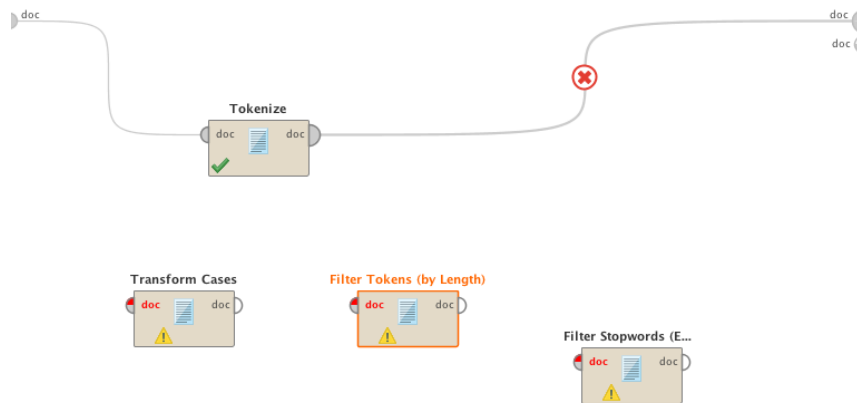 doc
doc
doc
Tokenize
doc doc
Transform Cases
doc doc
Filter Tokens (by Length)
doc doc
Filter Stopwords (E...
doc doc